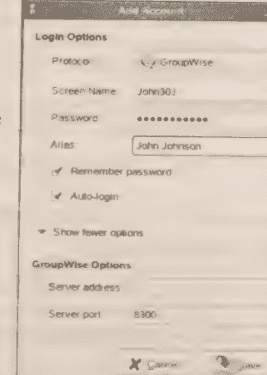 Add Account
Login Options
Protoco GroupWise
Screen Name John303
Password ●●●●●●●●●●●
Alias: John Johnson
Remember password
Auto-login
Show fewer options
GroupWise Options
Server address
Server port 8300
Cancel Save